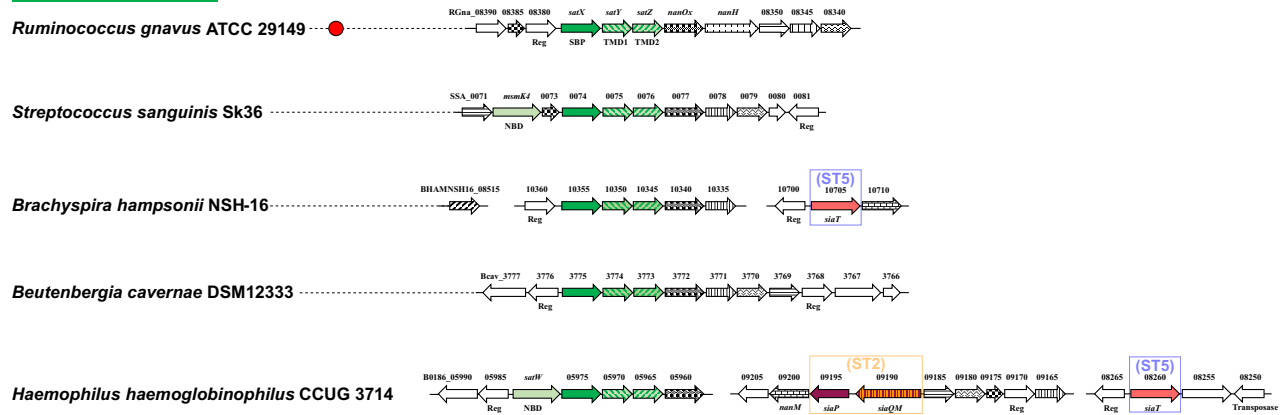 RGna_08390 08385 08380 satX satY satZ nanOx nanH 08350 08345 08340
Ruminococcus gnavus ATCC 29149
Reg SBP TMD1 TMD2
SSA_0071 msmK4 0073 0074 0075 0076 0077 0078 0079 0080 0081
Streptococcus sanguinis Sk36
NBD Reg
(ST5)
BHAMNSH16_08515 10360 10355 10350 10345 10340 10335 10700 10705 10710
Brachyspira hampsonii NSH-16
Reg Reg siaT
Bcav_3777 3776 3775 3774 3773 3772 3771 3770 3769 3768 3767 3766
Beutenbergia cavernae DSM12333
Reg Reg
(ST2) (ST5)
B0186_05990 05985 satW 05975 05970 05965 05960 09205 09200 09195 09190 09185 09180 09175 09170 09165 08265 08260 08255 08250
Haemophilus haemoglobinophilus CCUG 3714
Reg NBD nanM siaP siaQM Reg Reg siaT Transposase